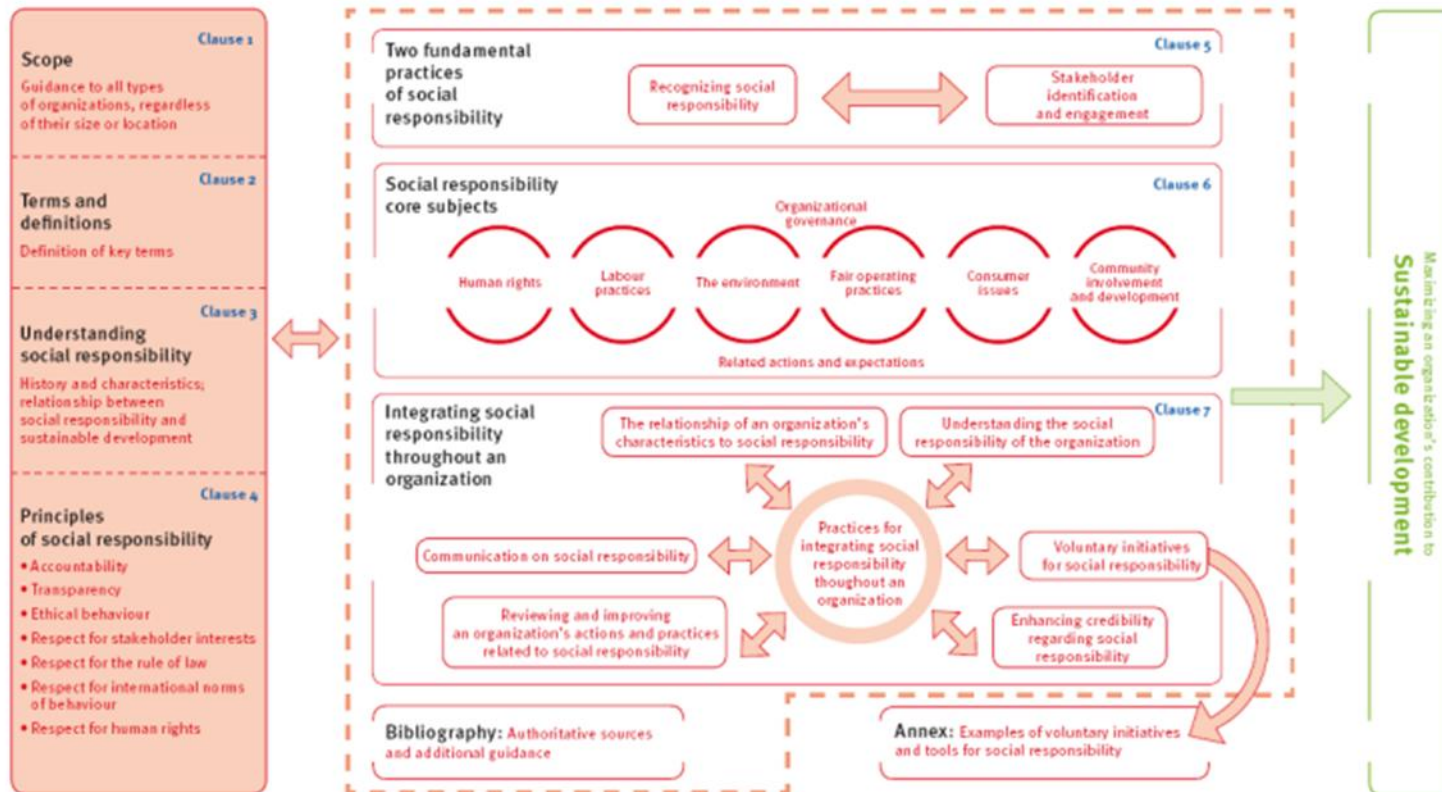 Clause 1
Scope
Guidance to all types
of organizations, regardless
of their size or location
Clause 2
Terms and
definitions
Definition of key terms
Clause 3
Understanding
social responsibility
History and characteristics;
relationship between
social responsibility and
sustainable development
Clause 4
Principles
of social responsibility
• Accountability
• Transparency
• Ethical behaviour
• Respect for stakeholder interests
• Respect for the rule of law
• Respect for international norms
of behaviour
• Respect for human rights
Clause 5
Two fundamental
practices
of social
responsibility
Recognizing social
responsibility
Stakeholder
identification
and engagement
Clause 6
Social responsibility
core subjects
Organizational
governance
Human rights
Labour
practices
The environment
Fair operating
practices
Consumer
issues
Community
involvement
and development
Related actions and expectations
Clause 7
Integrating social
responsibility
throughout an
organization
The relationship of an organization's
characteristics to social responsibility
Understanding the social
responsibility of the organization
Practices for
integrating social
responsibility
thoughout an
organization
Communication on social responsibility
Voluntary initiatives
for social responsibility
Reviewing and improving
an organization's actions and practices
related to social responsibility
Enhancing credibility
regarding social
responsibility
Bibliography: Authoritative sources
and additional guidance
Annex: Examples of voluntary initiatives
and tools for social responsibility
Maximizing an organization's contribution to
Sustainable development